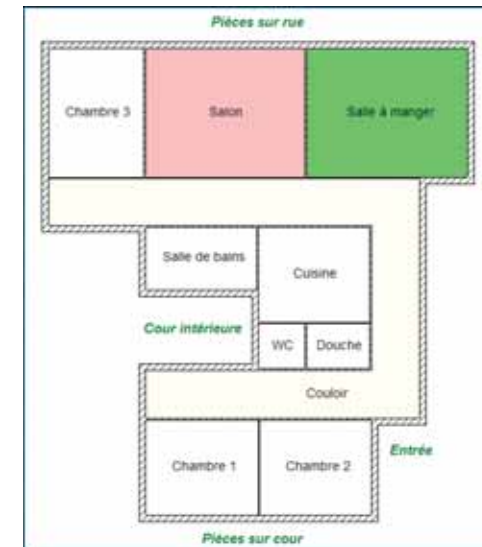 Pièces sur rue
Chambre 3
Salon
Salle à manger
Salle de bains
Cuisine
Cour intérieure
WC
Douche
Couloir
Entrée
Chambre 1
Chambre 2
Pièces sur cour